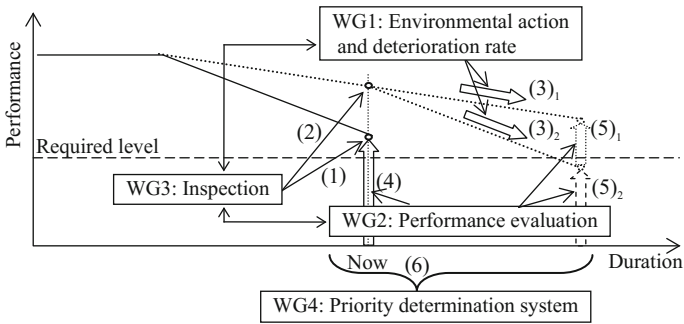 WG1: Environmental action
and deterioration rate
Performance
(3)₁
(2)
(3)₂
(5)₁
Required level
(1)
WG3: Inspection
(4)
(5)₂
WG2: Performance evaluation
Now
(6)
Duration
WG4: Priority determination system